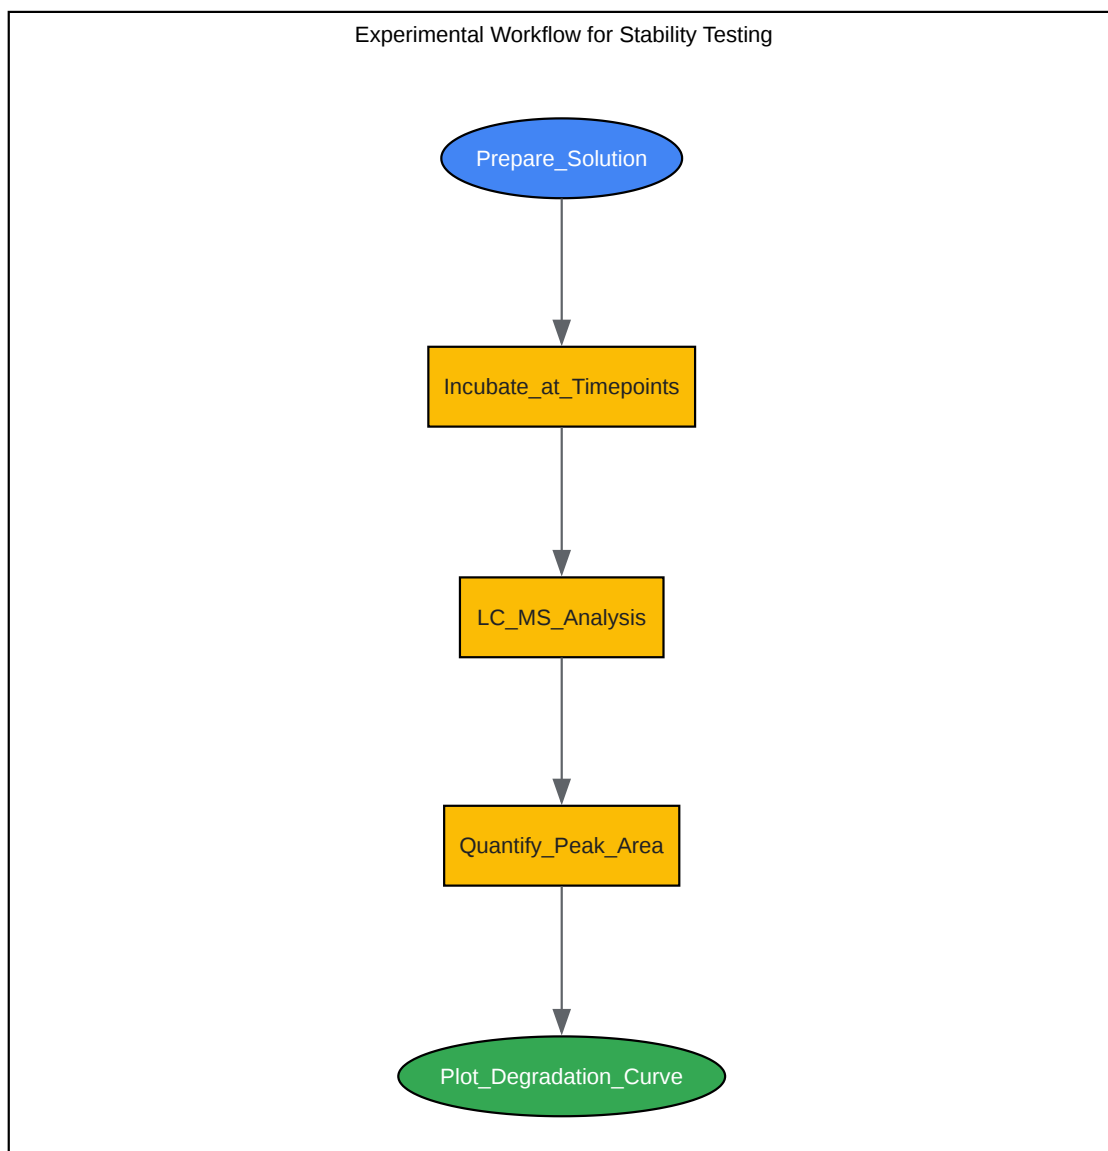 Experimental Workflow for Stability Testing
Prepare_Solution
Incubate_at_Timepoints
LC_MS_Analysis
Quantify_Peak_Area
Plot_Degradation_Curve